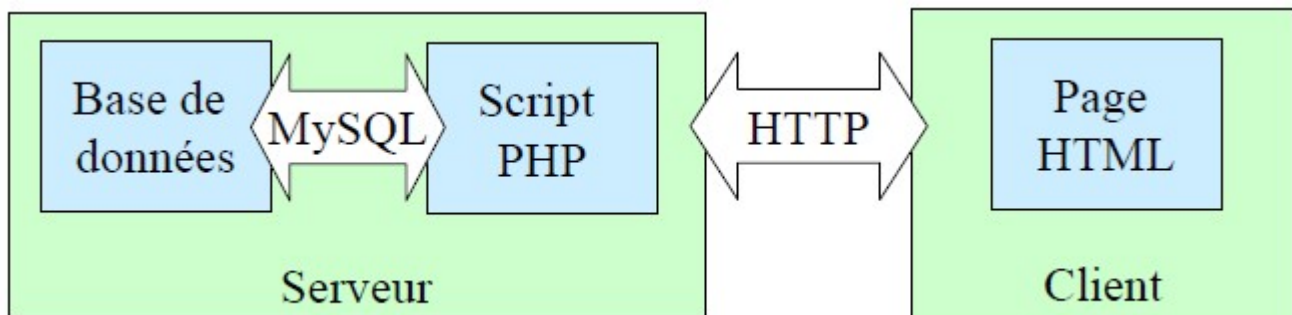 Base de
données
MySQL
Script
PHP
HTTP
Page
HTML
Serveur
Client